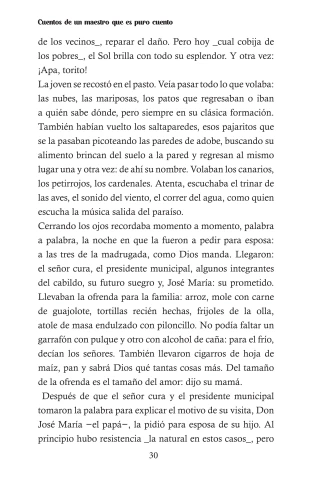 Cuentos de un maestro que es puro cuento
de los vecinos_, reparar el daño. Pero hoy _cual cobija de
los pobres_, el Sol brilla con todo su esplendor. Y otra vez:
¡Apa, torito!
La joven se recostó en el pasto. Veía pasar todo lo que volaba:
las nubes, las mariposas, los patos que regresaban o iban
a quién sabe dónde, pero siempre en su clásica formación.
También habían vuelto los saltaparedes, esos pajaritos que
se la pasaban picoteando las paredes de adobe, buscando su
alimento brincan del suelo a la pared y regresan al mismo
lugar una y otra vez: de ahí su nombre. Volaban los canarios,
los petirrojos, los cardenales. Atenta, escuchaba el trinar de
las aves, el sonido del viento, el correr del agua, como quien
escucha la música salida del paraíso.
Cerrando los ojos recordaba momento a momento, palabra
a palabra, la noche en que la fueron a pedir para esposa:
a las tres de la madrugada, como Dios manda. Llegaron:
el señor cura, el presidente municipal, algunos integrantes
del cabildo, su futuro suegro y, José María: su prometido.
Llevaban la ofrenda para la familia: arroz, mole con carne
de guajolote, tortillas recién hechas, frijoles de la olla,
atole de masa endulzado con piloncillo. No podía faltar un
garrafón con pulque y otro con alcohol de caña: para el frío,
decían los señores. También llevaron cigarros de hoja de
maíz, pan y sabrá Dios qué tantas cosas más. Del tamaño
de la ofrenda es el tamaño del amor: dijo su mamá.
Después de que el señor cura y el presidente municipal
tomaron la palabra para explicar el motivo de su visita, Don
José María —el papá—, la pidió para esposa de su hijo. Al
principio hubo resistencia _la natural en estos casos_, pero
30